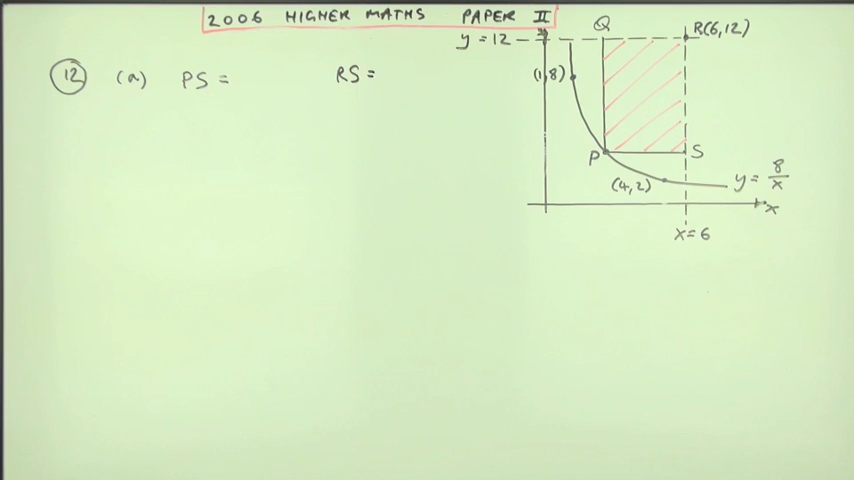 2006 HIGHER MATHS PAPER II
Q
y = 12
R(6,12)
(1,8)
12 (a) PS = RS =
P
S
(4,2)
y = 8/x
x
x=6